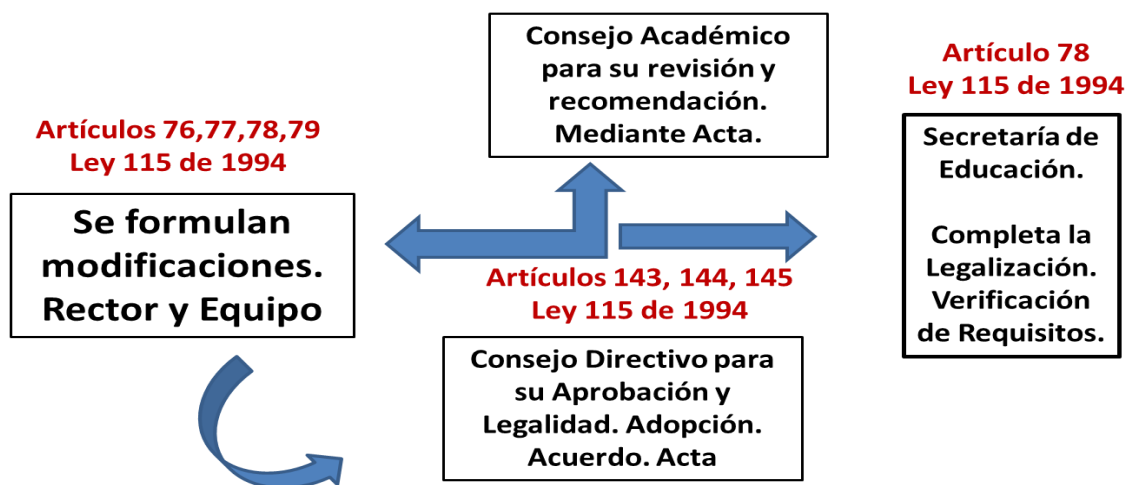 Artículos 76,77,78,79
Ley 115 de 1994
Se formulan
modificaciones.
Rector y Equipo
Consejo Académico
para su revisión y
recomendación.
Mediante Acta.
Artículos 143, 144, 145
Ley 115 de 1994
Consejo Directivo para
su Aprobación y
Legalidad. Adopción.
Acuerdo. Acta
Artículo 78
Ley 115 de 1994
Secretaría de
Educación.
Completa la
Legalización.
Verificación
de Requisitos.